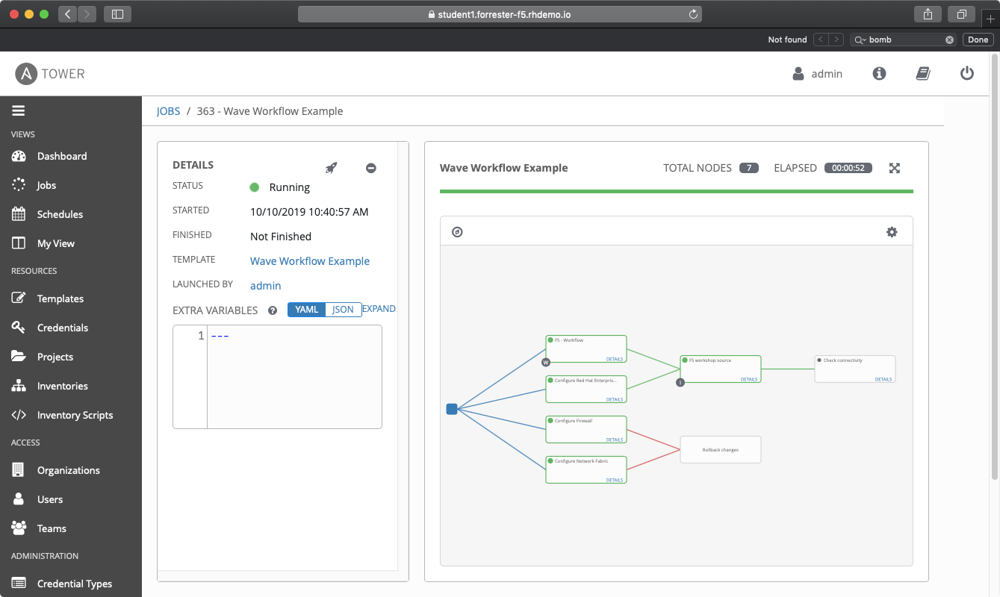 student1.forrester-f5.rhdemo.io
Not found
bomb
Done
TOWER
admin
VIEWS
Dashboard
Jobs
Schedules
My View
RESOURCES
Templates
Credentials
Projects
Inventories
Inventory Scripts
ACCESS
Organizations
Users
Teams
ADMINISTRATION
Credential Types
JOBS / 363 - Wave Workflow Example
DETAILS
STATUS Running
STARTED 10/10/2019 10:40:57 AM
FINISHED Not Finished
TEMPLATE Wave Workflow Example
LAUNCHED BY admin
EXTRA VARIABLES YAML JSON EXPAND
1 ---
Wave Workflow Example TOTAL NODES 7 ELAPSED 00:00:52
F5 - Workflow
DETAILS
W
Configure Red Hat Enterpris...
DETAILS
Configure Firewall
DETAILS
Configure Network Fabric
DETAILS
F5 workshop source
DETAILS
I
Rollback changes
Check connectivity
DETAILS